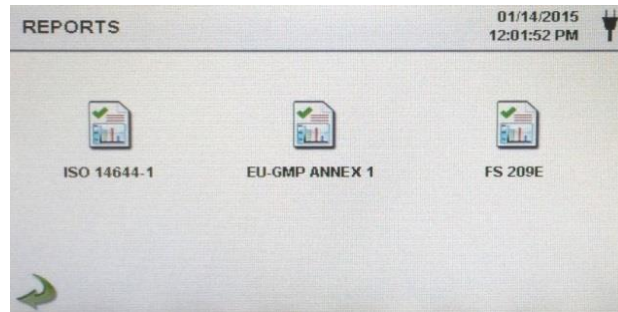 REPORTS
01/14/2015
12:01:52 PM
ISO 14644-1
EU-GMP ANNEX 1
FS 209E